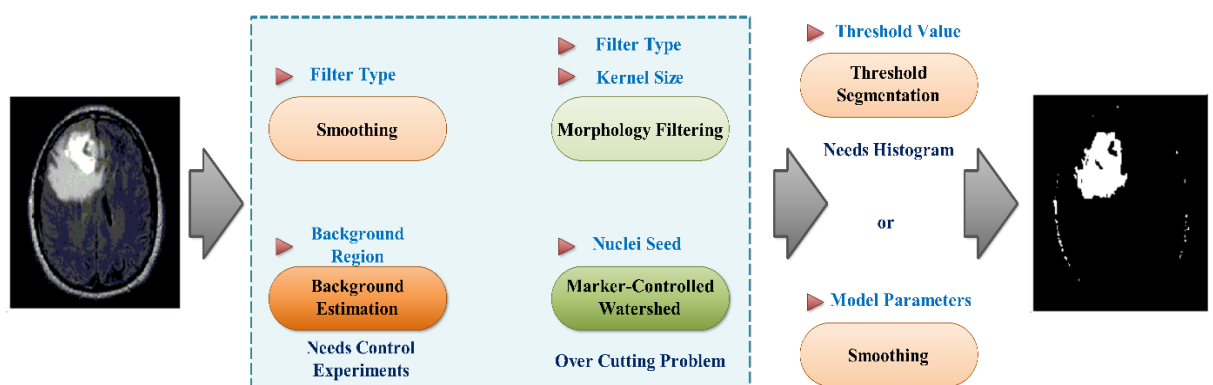 Filter Type
Smoothing
Background
Region
Background
Estimation
Needs Control
Experiments
Filter Type
Kernel Size
Morphology Filtering
Nuclei Seed
Marker-Controlled
Watershed
Over Cutting Problem
Threshold Value
Threshold
Segmentation
Needs Histogram
or
Model Parameters
Smoothing